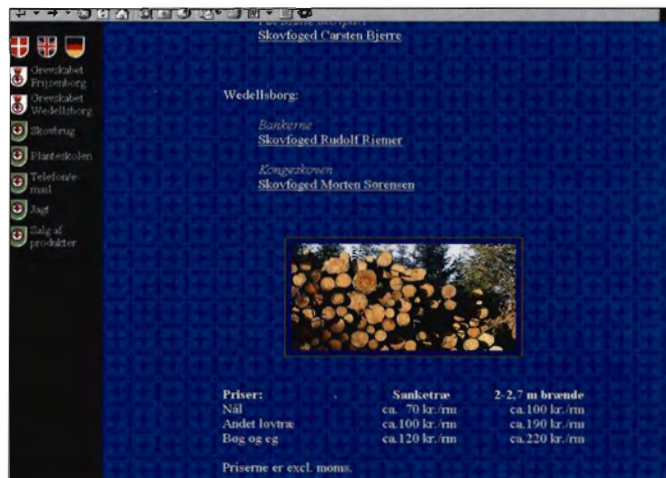 Skovfoged Carsten Bjerre
Grevskabet
Frijsenborg
Grevskabet
Wedellsborg
Skovbrug
Planteskolen
Telefon/e-
mail
Jagt
Salg af
produkter
Wedellsborg:
Bankerne
Skovfoged Rudolf Riemer
Kongeskoven
Skovfoged Morten Sørensen
Priser: Sanketræ 2-2,7 m brænde
Nål ca. 70 kr./rm ca.100 kr./rm
Andet løvtræ ca.100 kr./rm ca.190 kr./rm
Bøg og eg ca.120 kr./rm ca.220 kr./rm
Priserne er excl. moms.